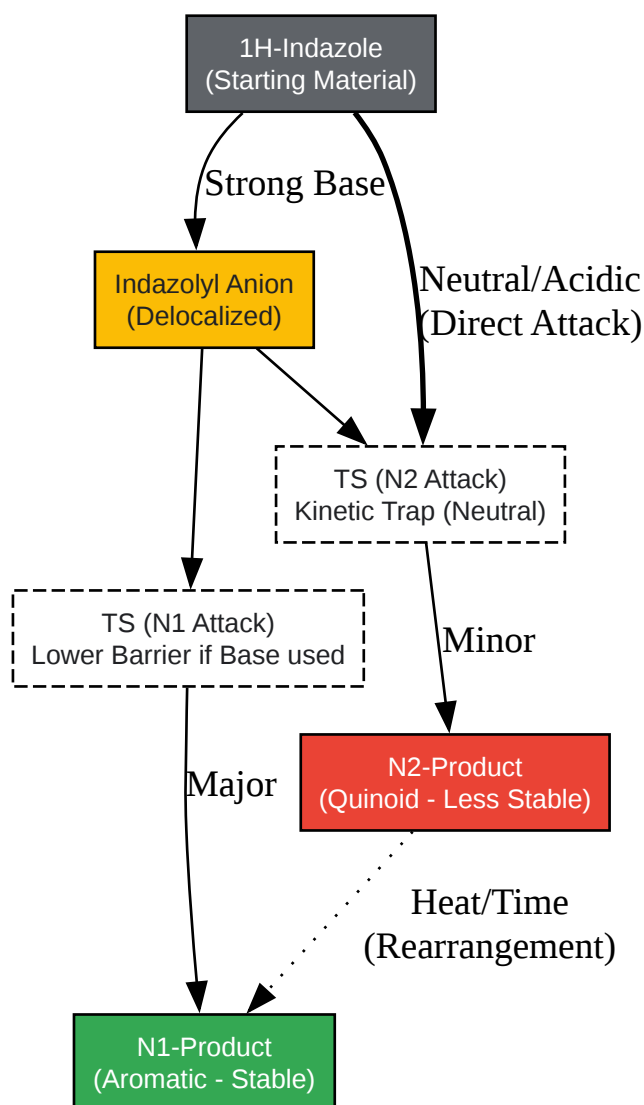 1H-Indazole
(Starting Material)
Strong Base
Indazolyl Anion
(Delocalized)
Neutral/Acidic
(Direct Attack)
TS (N2 Attack)
Kinetic Trap (Neutral)
TS (N1 Attack)
Lower Barrier if Base used
Minor
N2-Product
(Quinoid - Less Stable)
Major
Heat/Time
(Rearrangement)
N1-Product
(Aromatic - Stable)